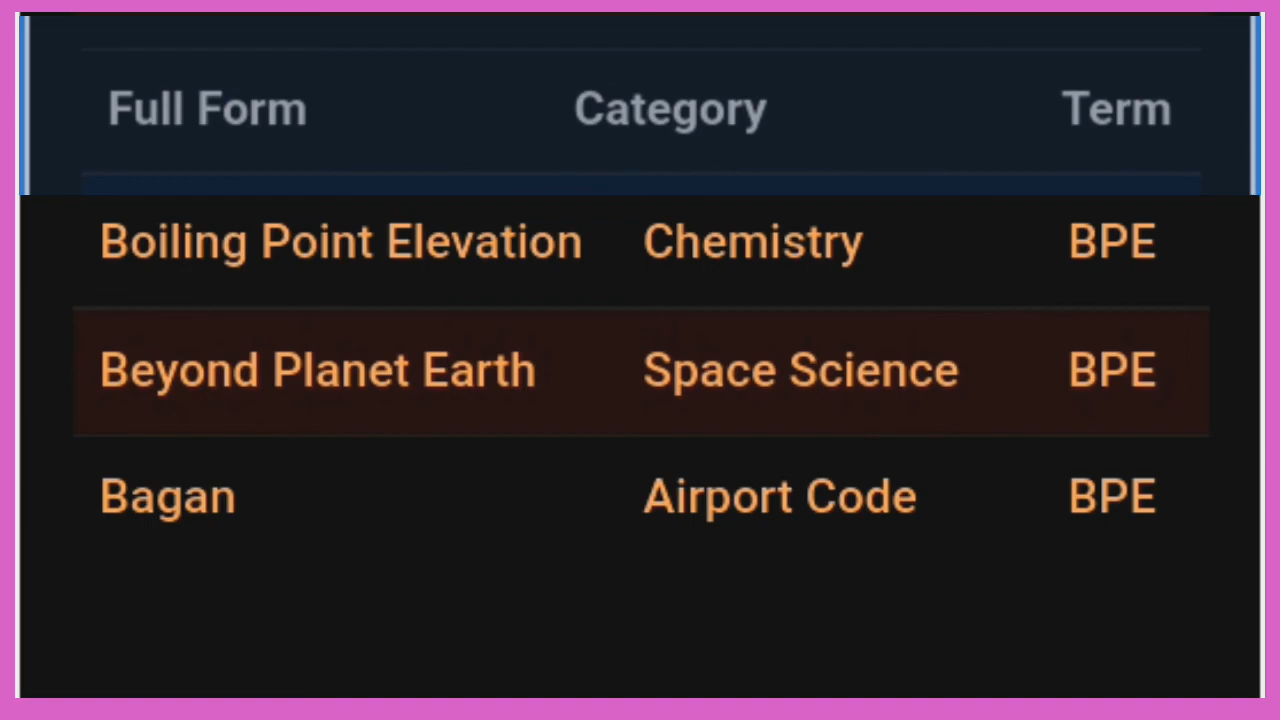 Full Form Category Term
Boiling Point Elevation Chemistry BPE
Beyond Planet Earth Space Science BPE
Bagan Airport Code BPE